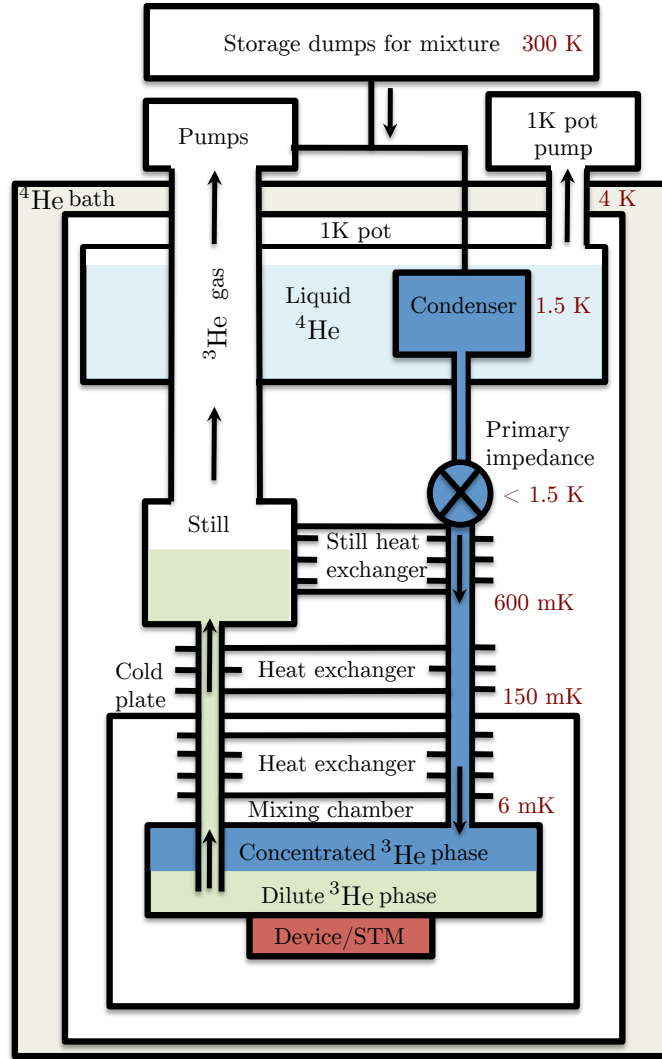 Storage dumps for mixture 300 K
Pumps
1K pot
pump
⁴He bath
4 K
1K pot
³He gas
Liquid
⁴He
Condenser
1.5 K
Primary
impedance
< 1.5 K
Still
Still heat
exchanger
600 mK
Cold
plate
Heat exchanger
150 mK
Heat exchanger
6 mK
Mixing chamber
Concentrated ³He phase
Dilute ³He phase
Device/STM